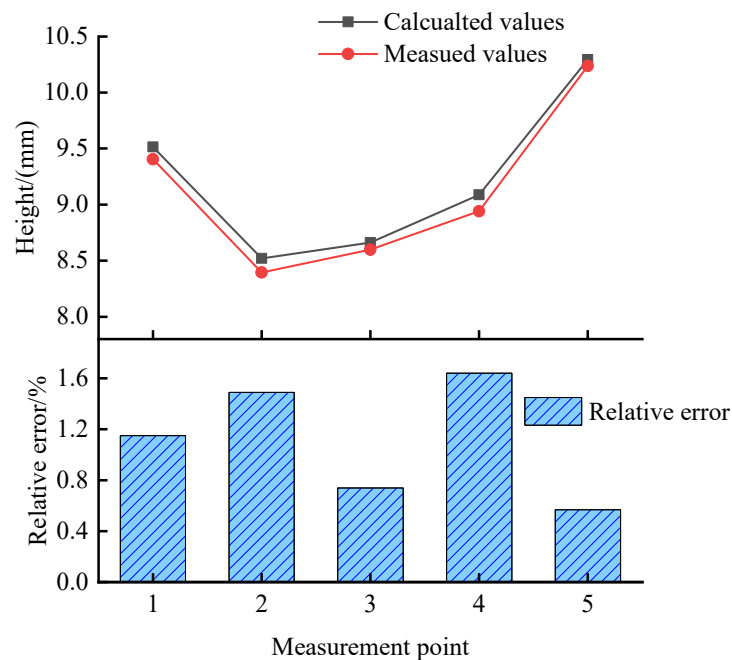 Calcualted values
Measued values
10.5
10.0
9.5
9.0
8.5
8.0
Height/(mm)
1.6
1.2
0.8
0.4
0.0
Relative error/%
Relative error
1 2 3 4 5
Measurement point